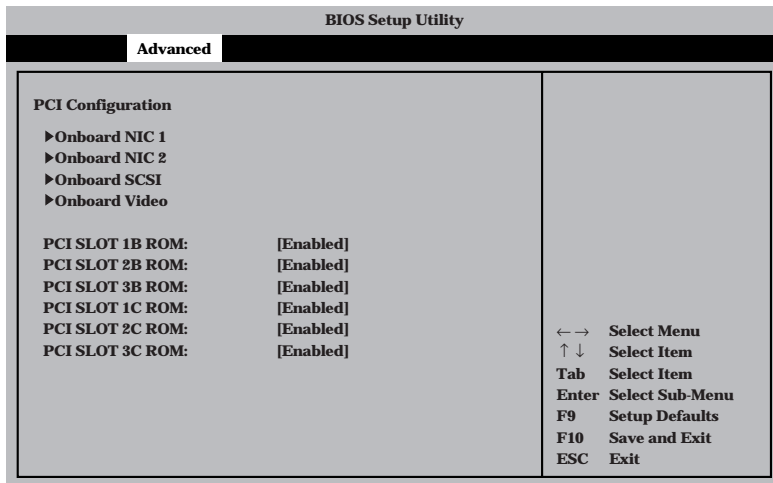 BIOS Setup Utility
Advanced
PCI Configuration
▶Onboard NIC 1
▶Onboard NIC 2
▶Onboard SCSI
▶Onboard Video
PCI SLOT 1B ROM: [Enabled]
PCI SLOT 2B ROM: [Enabled]
PCI SLOT 3B ROM: [Enabled]
PCI SLOT 1C ROM: [Enabled]
PCI SLOT 2C ROM: [Enabled]
PCI SLOT 3C ROM: [Enabled]
←→ Select Menu
↑↓ Select Item
Tab Select Item
Enter Select Sub-Menu
F9 Setup Defaults
F10 Save and Exit
ESC Exit